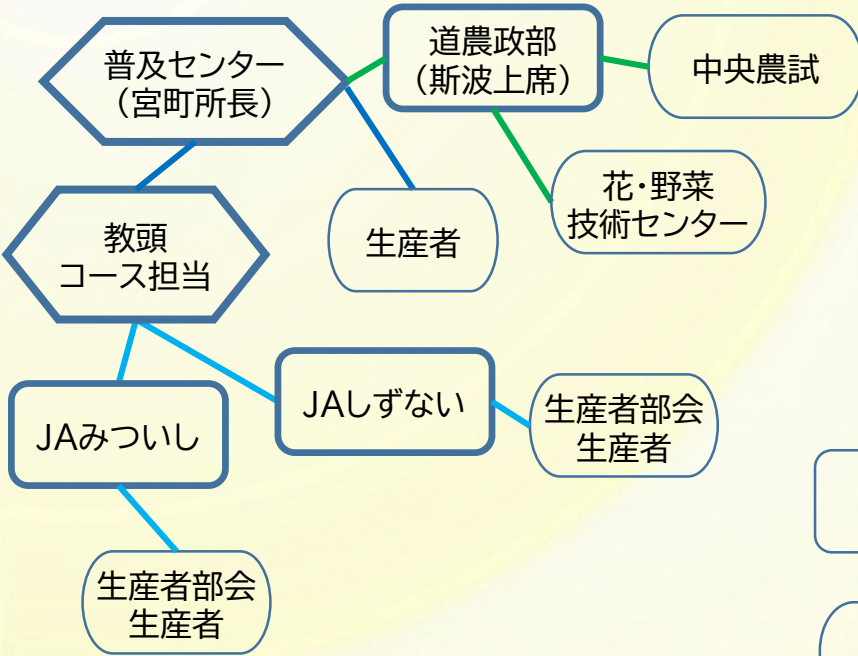 普及センター
（宮町所長）
道農政部
（斯波上席）
中央農試
花・野菜
技術センター
生産者
教頭
コース担当
JAみついし
JAしずない
生産者部会
生産者
生産者部会
生産者